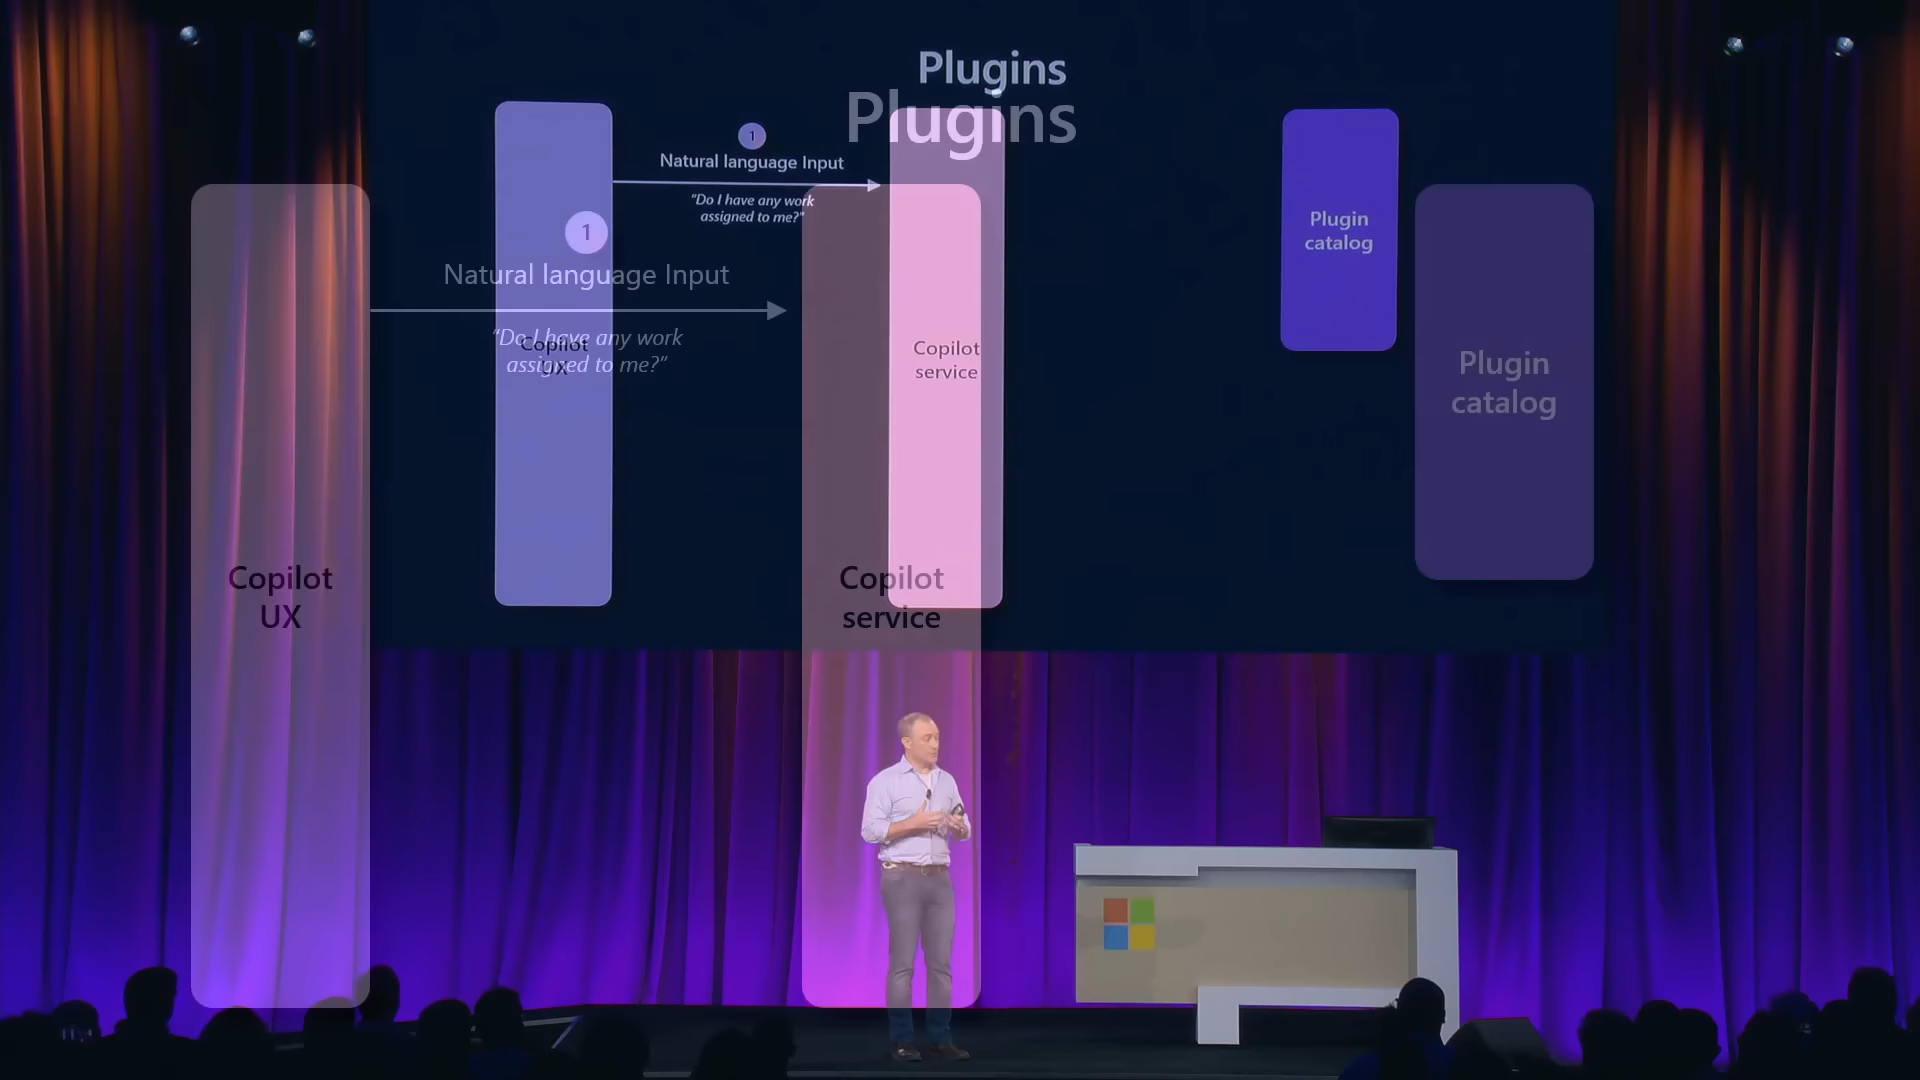 Plugins
Plugins
1
Natural language Input
"Do I have any work
assigned to me?"
Copilot
UX
Copilot
service
Plugin
catalog
1
Natural language Input
"Do I have any work
assigned to me?"
Copilot
UX
Copilot
service
Plugin
catalog